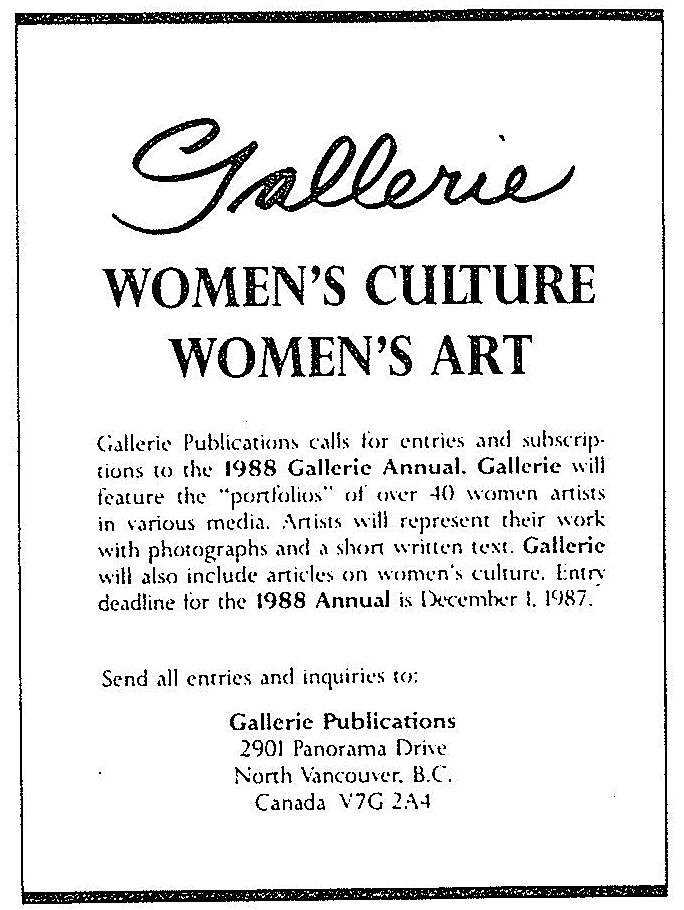 Gallerie
WOMEN'S CULTURE
WOMEN'S ART
Gallerie Publications calls for entries and subscrip-
tions to the 1988 Gallerie Annual. Gallerie will
feature the "portfolios" of over 40 women artists
in various media. Artists will represent their work
with photographs and a short written text. Gallerie
will also include articles on women's culture. Entry
deadline for the 1988 Annual is December 1, 1987.
Send all entries and inquiries to:
Gallerie Publications
2901 Panorama Drive
North Vancouver, B.C.
Canada V7G 2A4